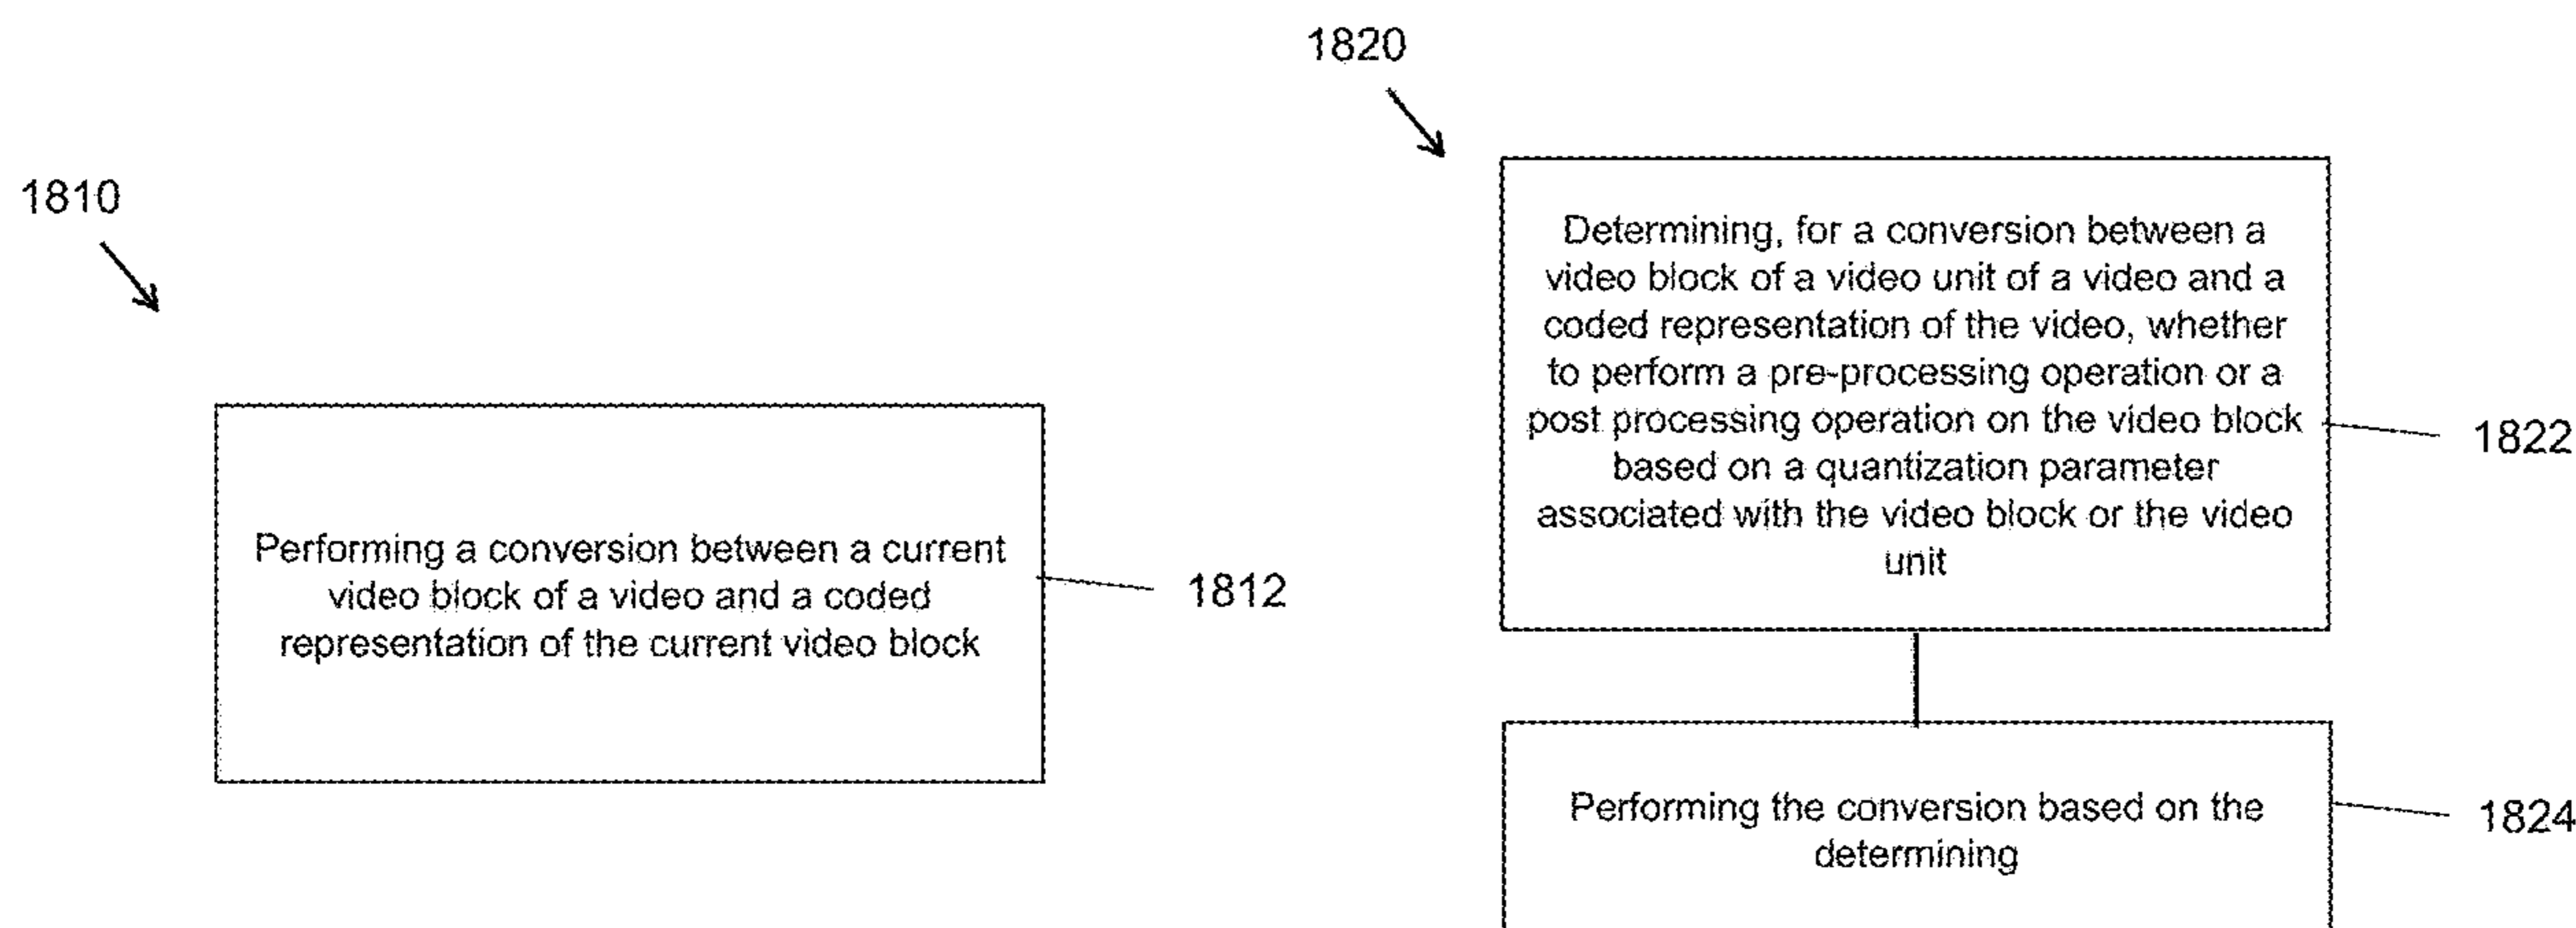 1810
Performing a conversion between a current
video block of a video and a coded
representation of the current video block
1812
1820
Determining, for a conversion between a
video block of a video unit of a video and a
coded representation of the video, whether
to perform a pre-processing operation or a
post processing operation on the video block
based on a quantization parameter
associated with the video block or the video
unit
1822
Performing the conversion based on the
determining
1824